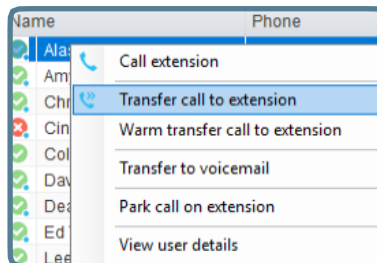 Name Phone
Call extension
Transfer call to extension
Warm transfer call to extension
Transfer to voicemail
Park call on extension
View user details
Ala
Am
Chr
Cin
Col
Dav
Dea
Ed
Lee